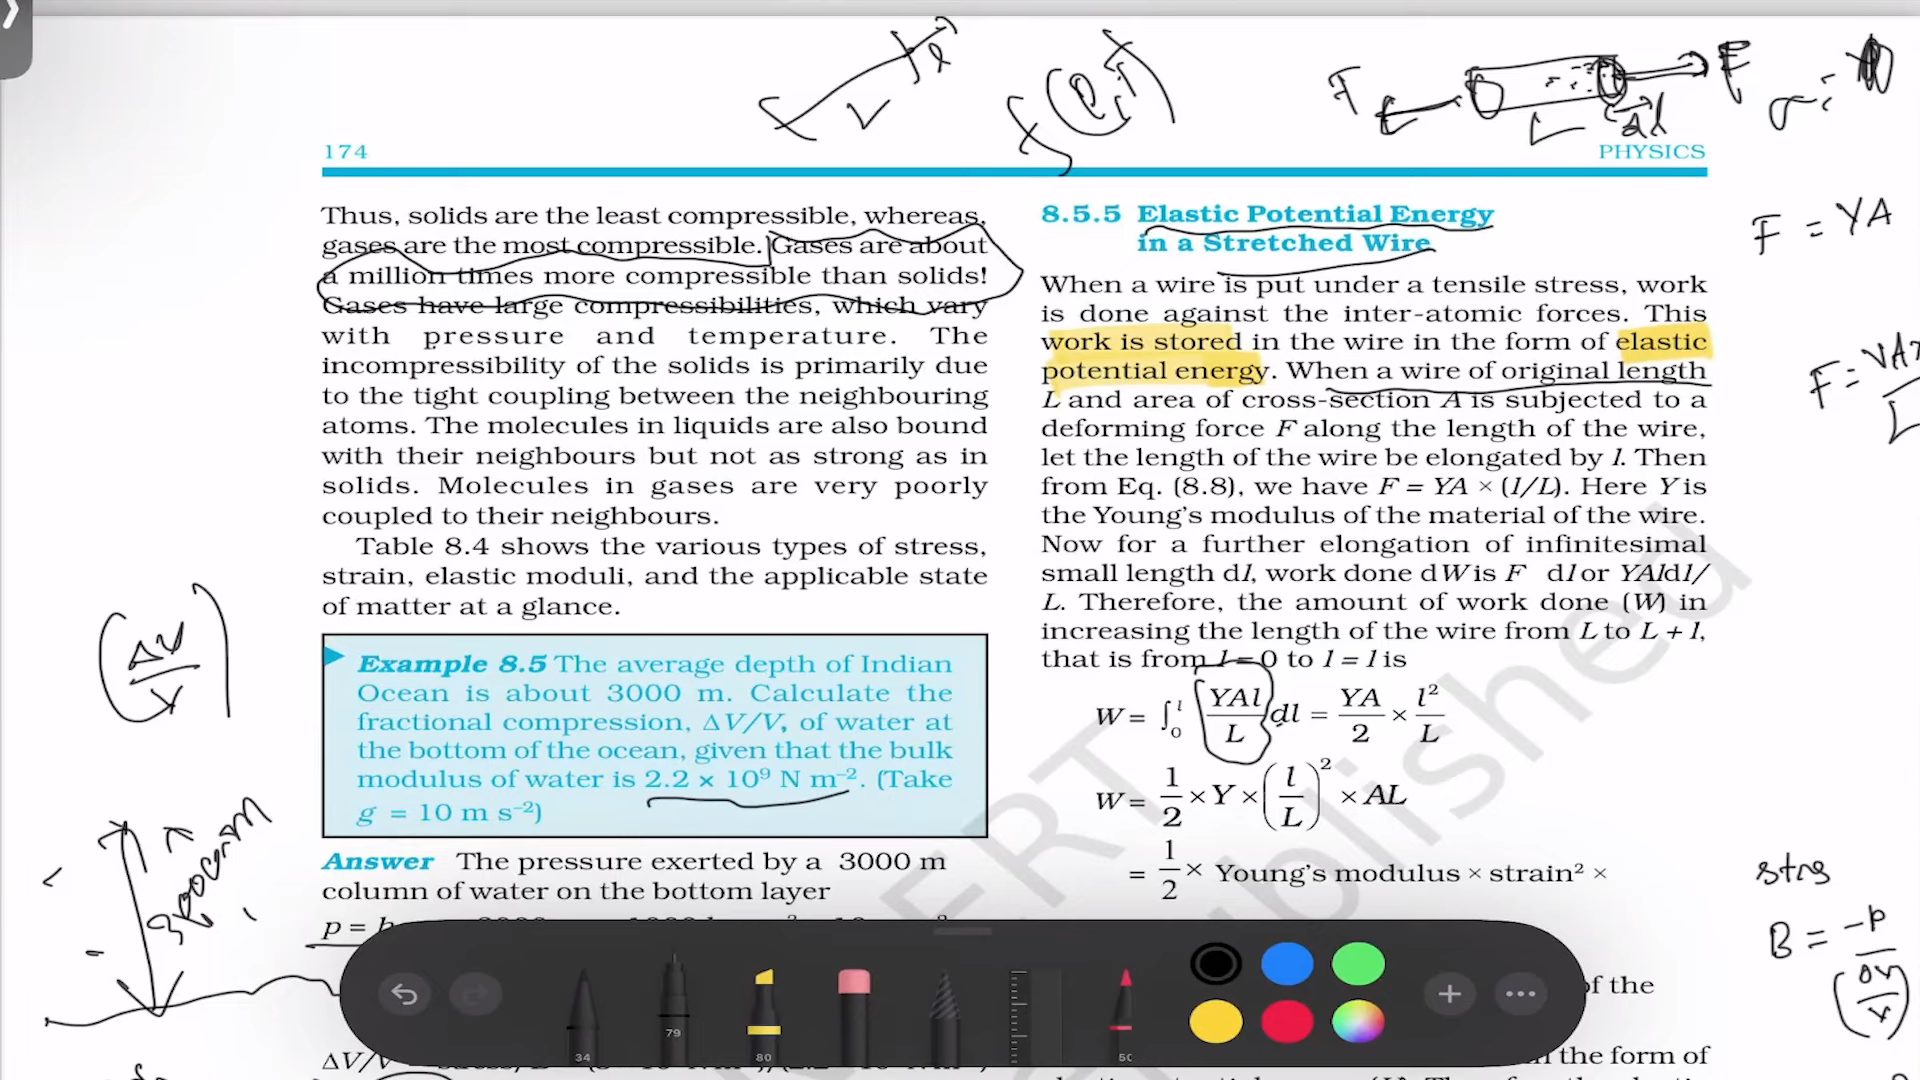 174
PHYSICS
Thus, solids are the least compressible, whereas,
gases are the most compressible. Gases are about
a million times more compressible than solids!
Gases have large compressibilities, which vary
with pressure and temperature. The
incompressibility of the solids is primarily due
to the tight coupling between the neighbouring
atoms. The molecules in liquids are also bound
with their neighbours but not as strong as in
solids. Molecules in gases are very poorly
coupled to their neighbours.
Table 8.4 shows the various types of stress,
strain, elastic moduli, and the applicable state
of matter at a glance.
Example 8.5 The average depth of Indian
Ocean is about 3000 m. Calculate the
fractional compression, ΔV/V, of water at
the bottom of the ocean, given that the bulk
modulus of water is 2.2 × 10⁹ N m⁻². (Take
g = 10 m s⁻²)
Answer The pressure exerted by a 3000 m
column of water on the bottom layer
p = h
ΔV/V
8.5.5 Elastic Potential Energy
in a Stretched Wire
When a wire is put under a tensile stress, work
is done against the inter-atomic forces. This
work is stored in the wire in the form of elastic
potential energy. When a wire of original length
L and area of cross-section A is subjected to a
deforming force F along the length of the wire,
let the length of the wire be elongated by l. Then
from Eq. (8.8), we have F = YA × (l/L). Here Y is
the Young's modulus of the material of the wire.
Now for a further elongation of infinitesimal
small length dl, work done dW is F dl or YAldl/
L. Therefore, the amount of work done (W) in
increasing the length of the wire from L to L + l,
that is from l = 0 to l = l is
W = ∫₀ˡ YAl/L dl = YA/2 × l²/L
W = 1/2 × Y × (l/L)² × AL
= 1/2 × Young's modulus × strain² ×
of the
the form of
F
L
Δl
F
F = YA
L
l
ΔV/V
B = -P/(ΔV/V)
34
79
80
50